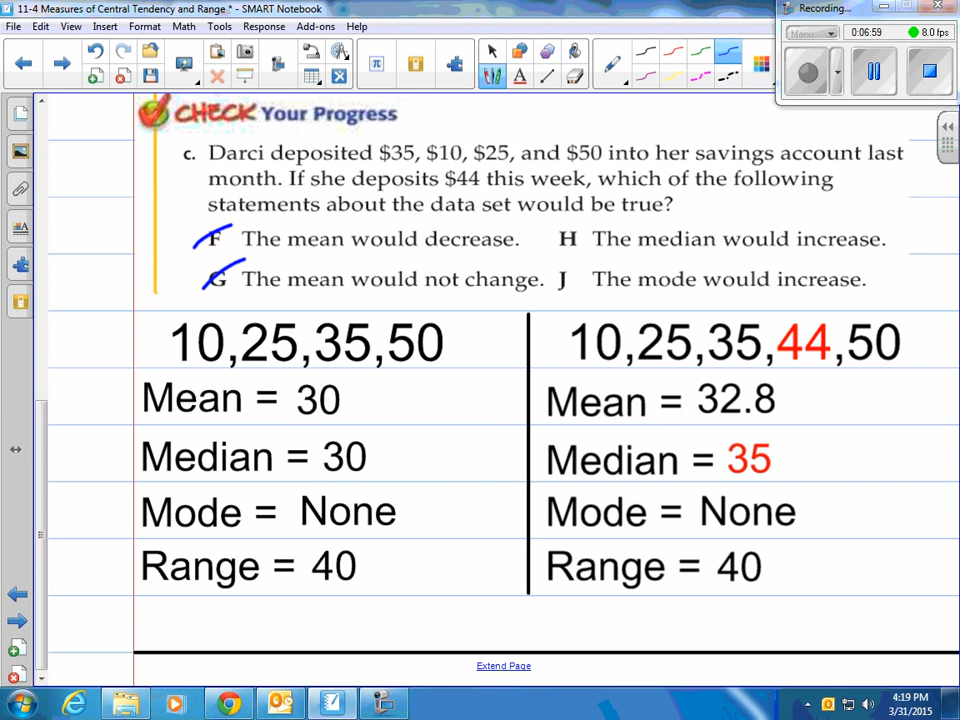 11-4 Measures of Central Tendency and Range * - SMART Notebook
Recording...
File Edit View Insert Format Math Tools Response Add-ons Help
Menu
0:06:59
8.0 fps
CHECK Your Progress
c. Darci deposited $35, $10, $25, and $50 into her savings account last
month. If she deposits $44 this week, which of the following
statements about the data set would be true?
F The mean would decrease. H The median would increase.
G The mean would not change. J The mode would increase.
10,25,35,50
10,25,35,44,50
Mean = 30
Mean = 32.8
Median = 30
Median = 35
Mode = None
Mode = None
Range = 40
Range = 40
Extend Page
4:19 PM
3/31/2015